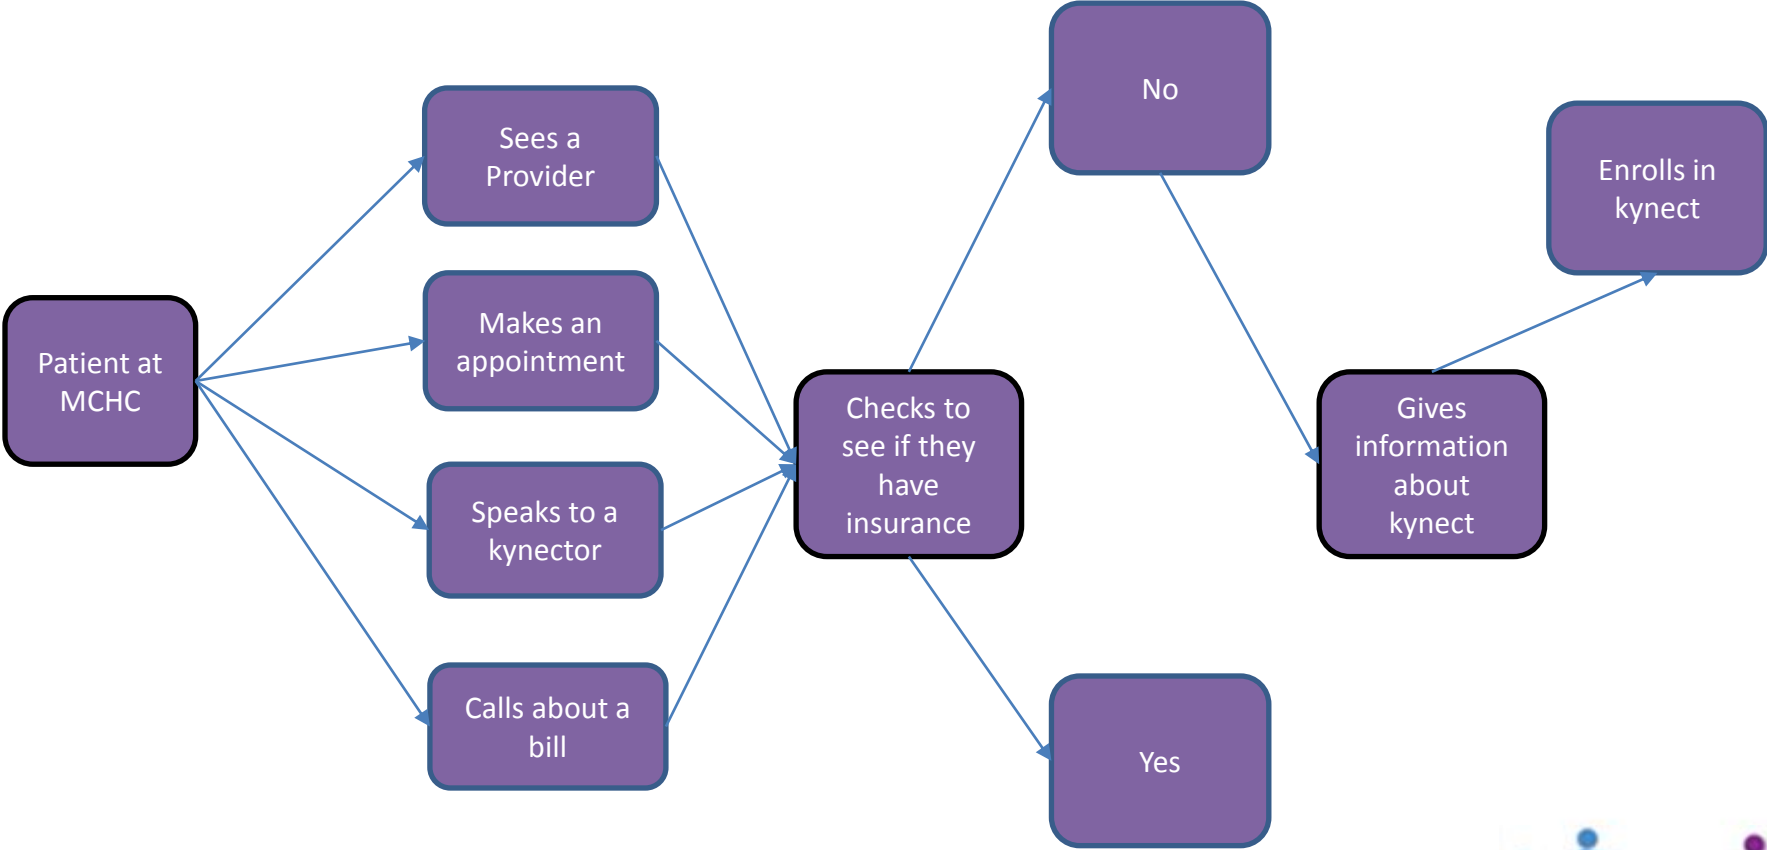 Patient at
MCHC
Sees a
Provider
Makes an
appointment
Speaks to a
kynector
Calls about a
bill
Checks to
see if they
have
insurance
No
Yes
Gives
information
about
kynect
Enrolls in
kynect